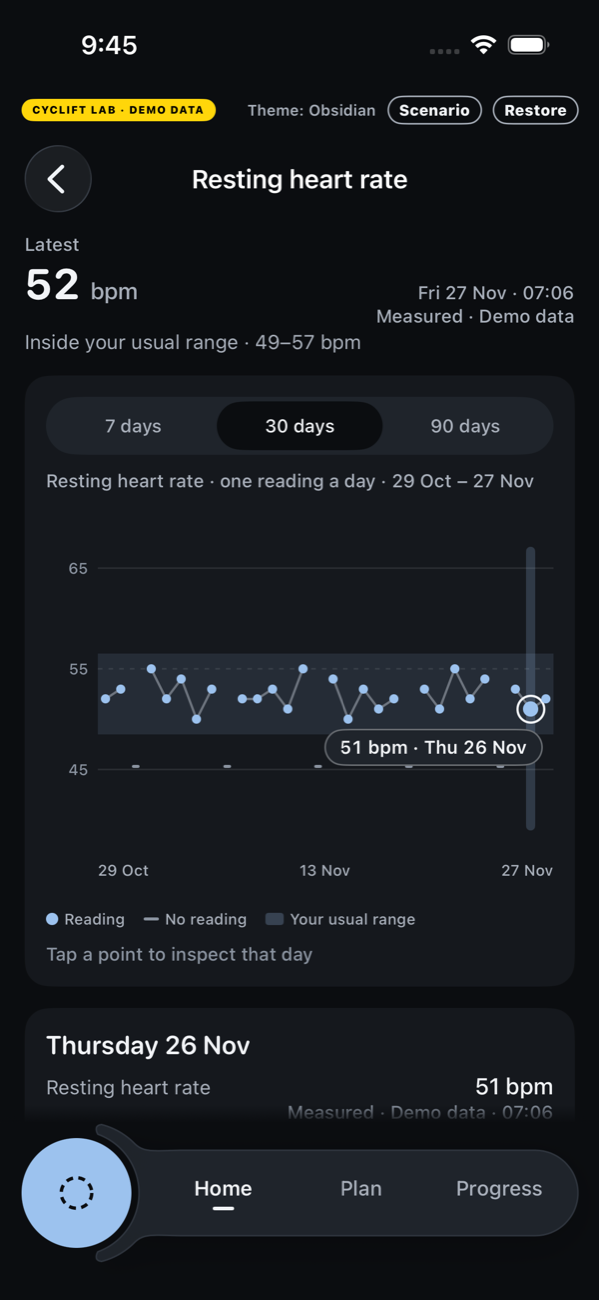 9:45
CYCLIFT LAB · DEMO DATA Theme: Obsidian Scenario Restore
Resting heart rate
Latest
52 bpm
Fri 27 Nov · 07:06
Measured · Demo data
Inside your usual range · 49–57 bpm
7 days 30 days 90 days
Resting heart rate · one reading a day · 29 Oct – 27 Nov
65
55
51 bpm · Thu 26 Nov
45
29 Oct 13 Nov 27 Nov
Reading No reading Your usual range
Tap a point to inspect that day
Thursday 26 Nov
Resting heart rate 51 bpm
Measured · Demo data · 07:06
Home Plan Progress